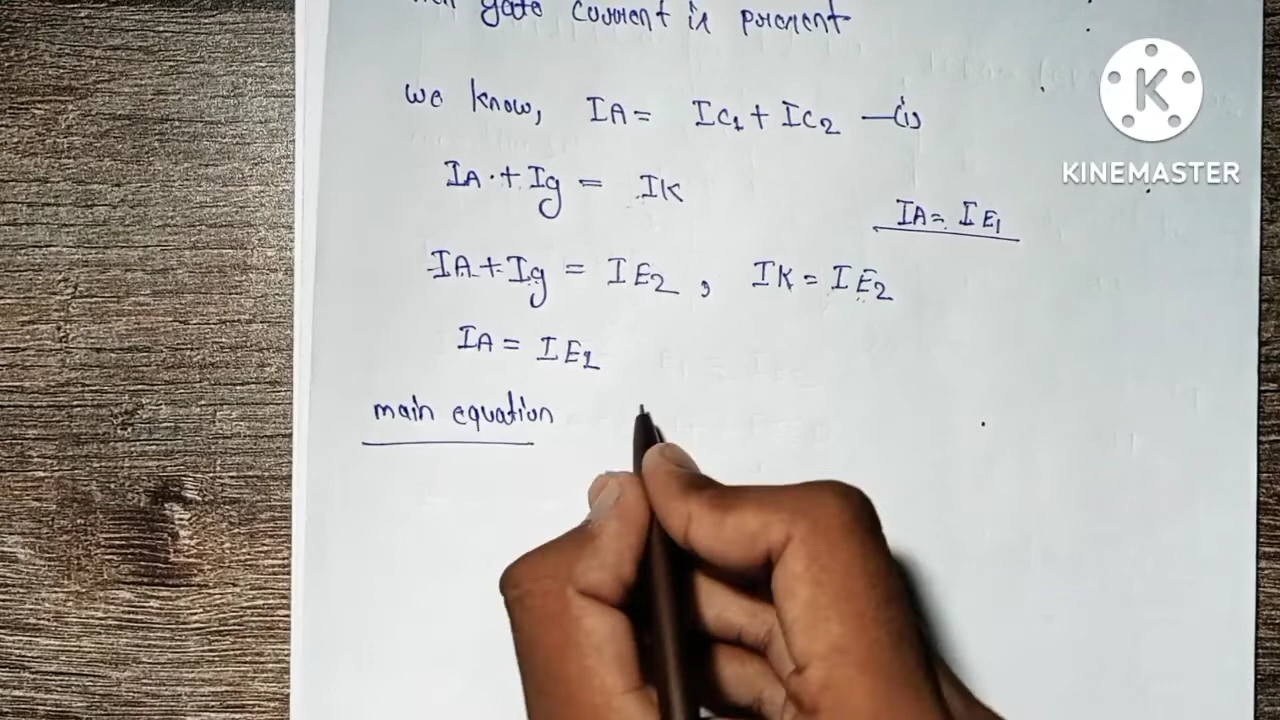 gate current is present
we know, IA = IC1 + IC2 —(i)
IA + Ig = IK
IA = IE1
IA + Ig = IE2 , IK = IE2
IA = IE1
main equation
K
KINEMASTER